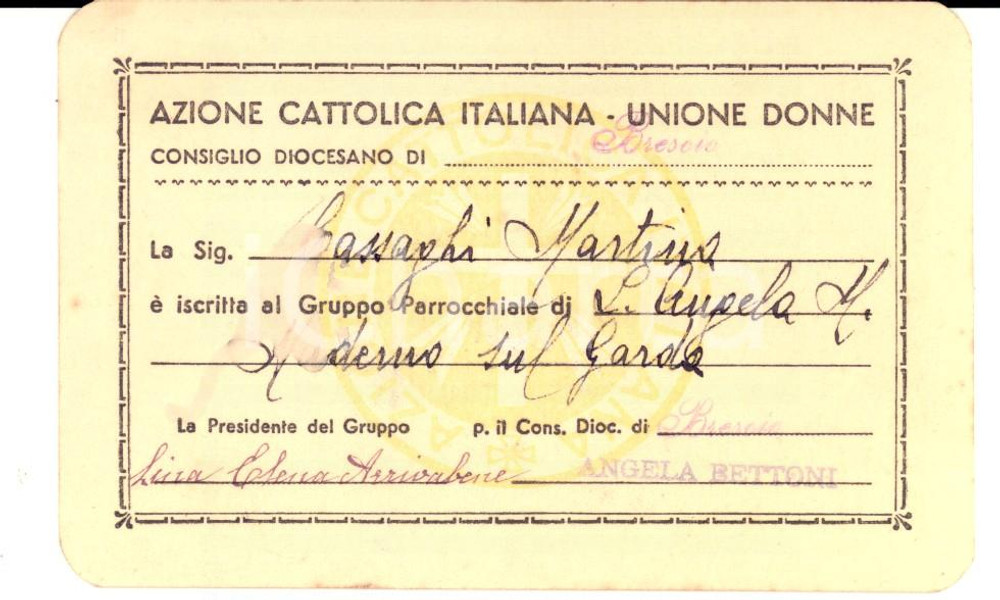 AZIONE CATTOLICA ITALIANA - UNIONE DONNE
CONSIGLIO DIOCESANO DI Brescia
La Sig. Bassaghi Martina
è iscritta al Gruppo Parrocchiale di S. Angela M.
Maderno sul Garda
La Presidente del Gruppo p. il Cons. Dioc. di Brescia
Lina Elena Arrivabene ANGELA BETTONI